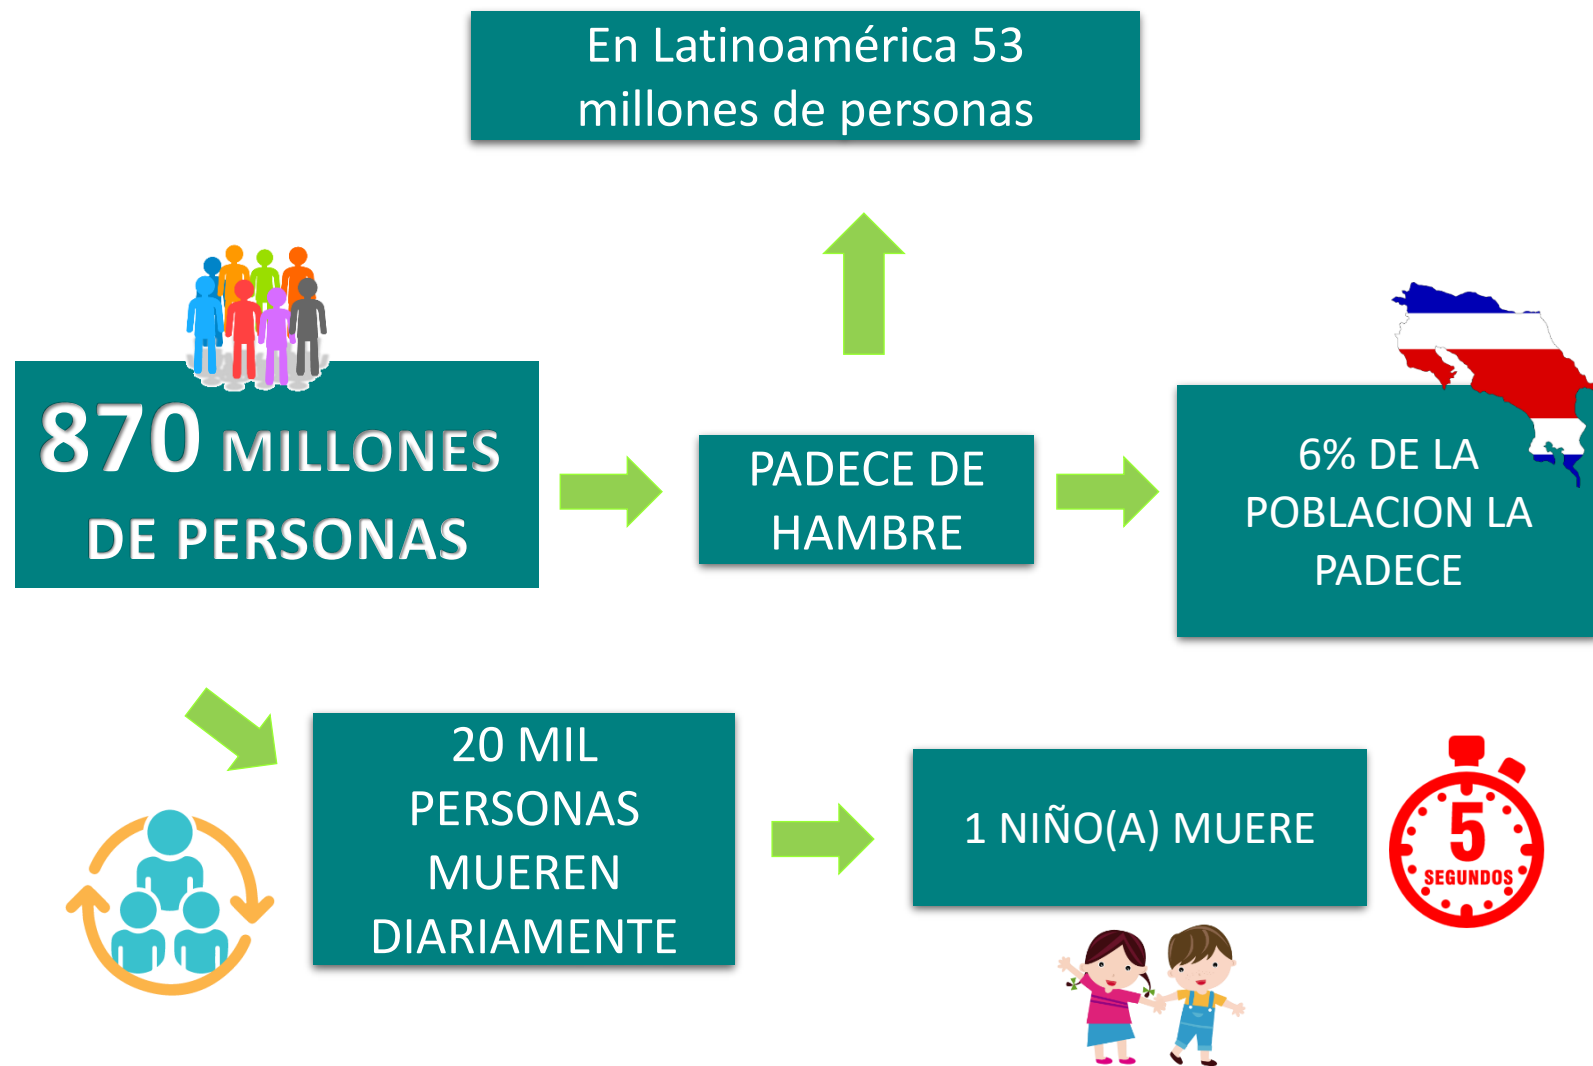 En Latinoamérica 53
millones de personas
870 MILLONES
DE PERSONAS
PADECE DE
HAMBRE
6% DE LA
POBLACION LA
PADECE
20 MIL
PERSONAS
MUEREN
DIARIAMENTE
1 NIÑO(A) MUERE
5
SEGUNDOS